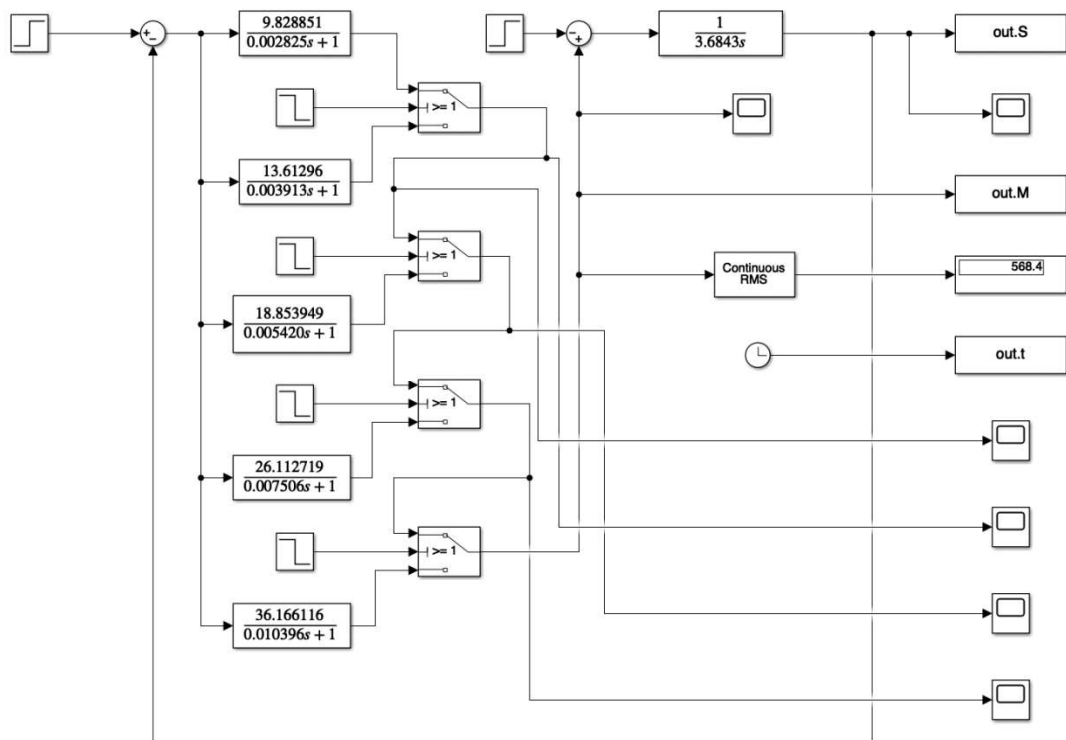 9.828851
0.002825s + 1
1
3.6843s
out.S
>= 1
13.61296
0.003913s + 1
out.M
>= 1
Continuous
RMS
568.4
18.853949
0.005420s + 1
out.t
>= 1
26.112719
0.007506s + 1
>= 1
36.166116
0.010396s + 1